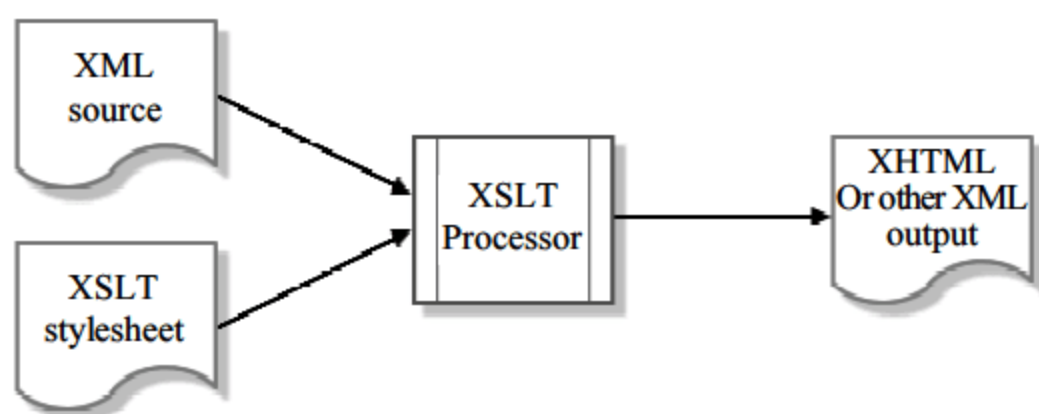 XML
source
XSLT
stylesheet
XSLT
Processor
XHTML
Or other XML
output